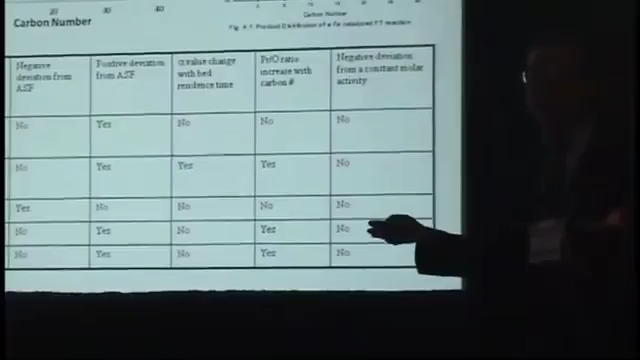 20 30 40
Carbon Number
Carbon Number
Fig. 4.1 Product Distribution of a Fe catalyzed FT reaction
Negative deviation from ASF Positive deviation from ASF α value change with bed residence time Pr/O ratio increase with carbon # Negative deviation from a constant molar activity
No Yes No No No
No Yes Yes Yes No
Yes No No No No
No Yes No Yes No
No Yes No Yes No